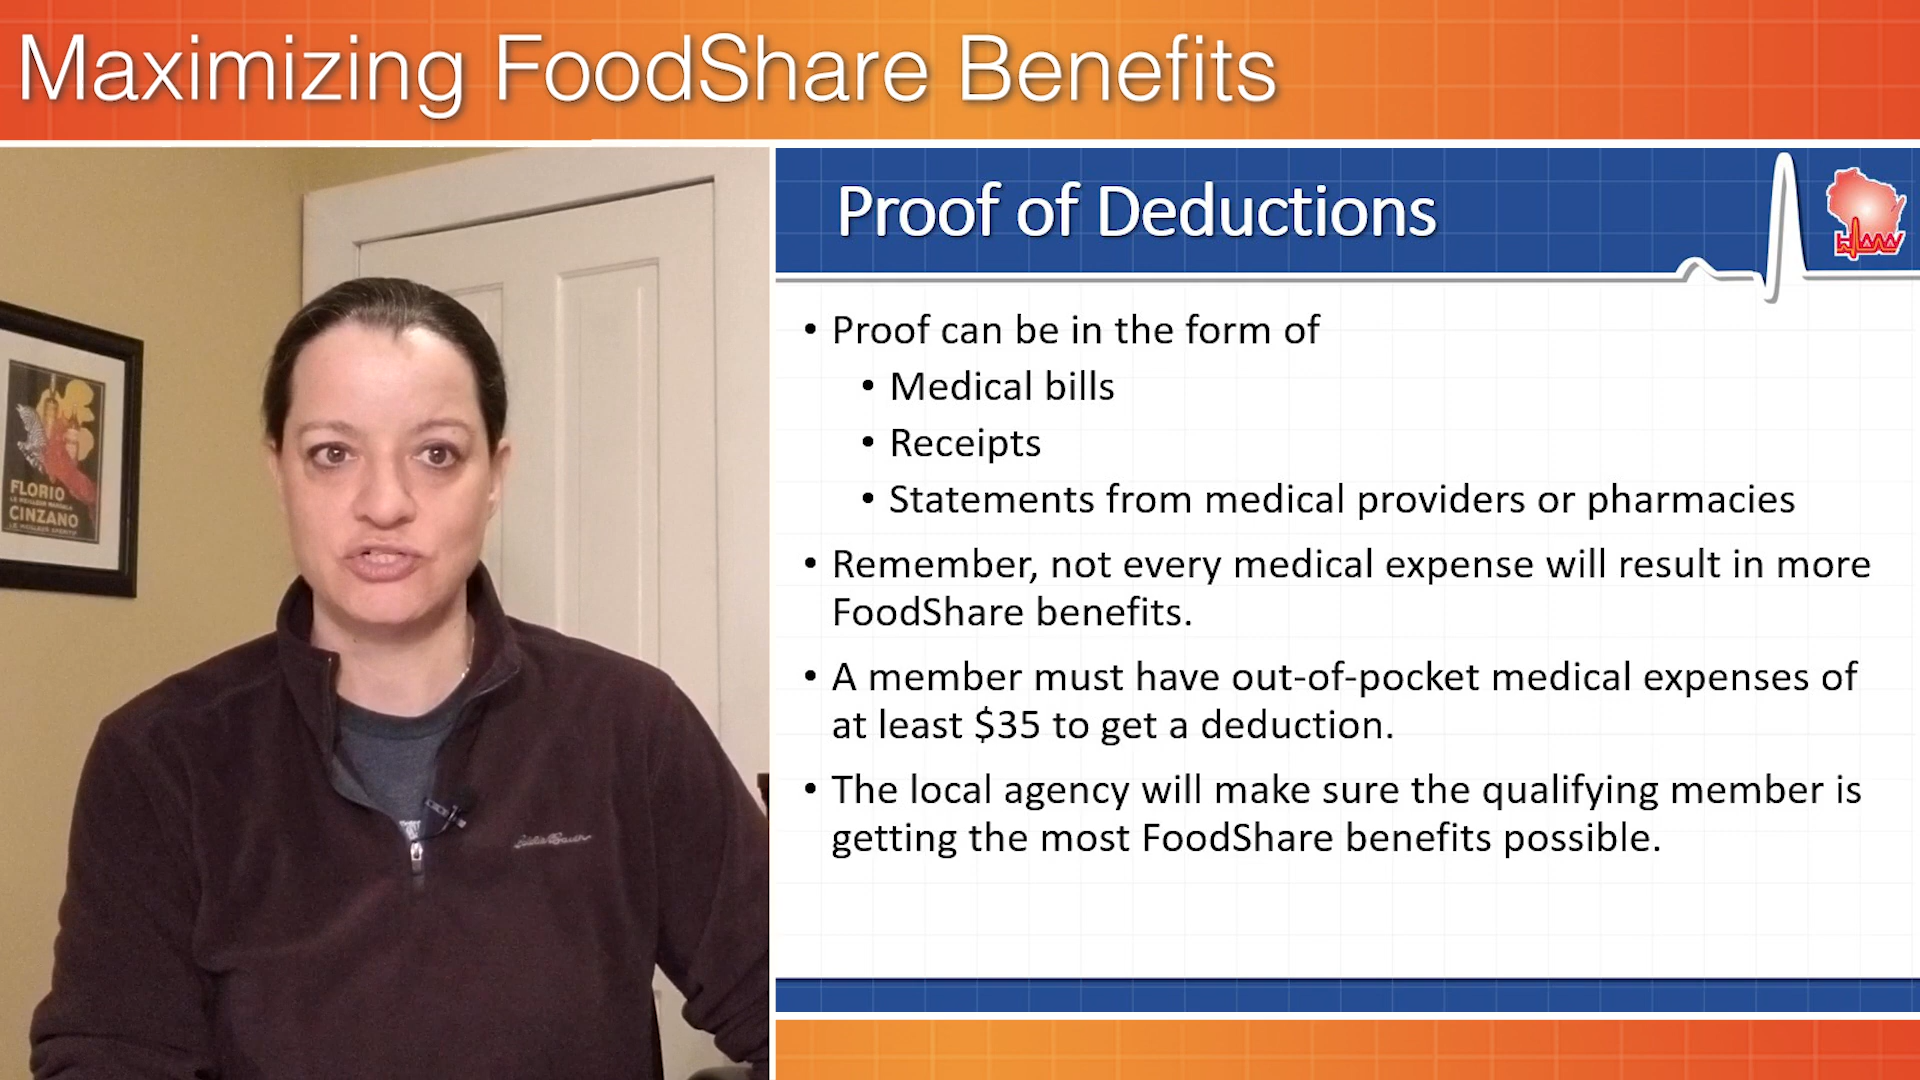 Maximizing FoodShare Benefits
FLORIO
CINZANO
Eddie Bauer
Proof of Deductions
• Proof can be in the form of
• Medical bills
• Receipts
• Statements from medical providers or pharmacies
• Remember, not every medical expense will result in more
FoodShare benefits.
• A member must have out-of-pocket medical expenses of
at least $35 to get a deduction.
• The local agency will make sure the qualifying member is
getting the most FoodShare benefits possible.